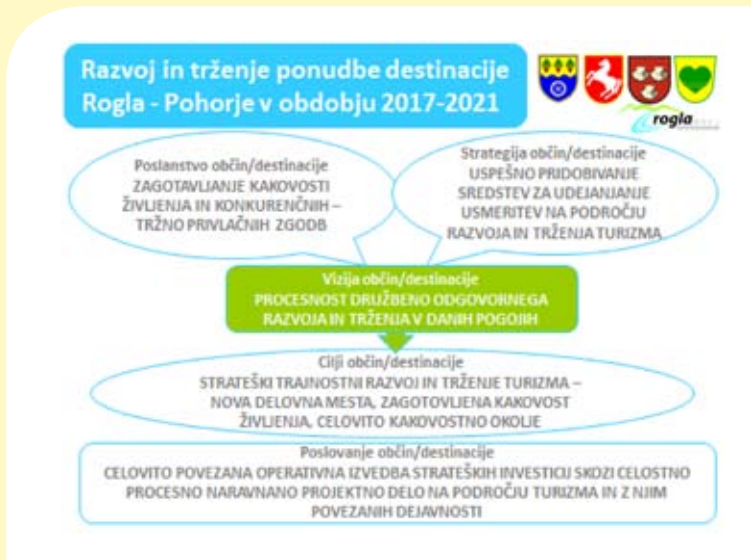 Razvoj in trženje ponudbe destinacije
Rogla - Pohorje v obdobju 2017-2021
rogla
Poslanstvo občin/destinacije
ZAGOTAVLJANJE KAKOVOSTI
ŽIVLJENJA IN KONKURENČNIH –
TRŽNO PRIVLAČNIH ZGODB
Strategija občin/destinacije
USPEŠNO PRIDOBIVANJE
SREDSTEV ZA UDEJANJANJE
USMERITEV NA PODROČJU
RAZVOJA IN TRŽENJA TURIZMA
Vizija občin/destinacije
PROCESNOST DRUŽBENO ODGOVORNEGA
RAZVOJA IN TRŽENJA V DANIH POGOJIH
Cilji občin/destinacije
STRATEŠKI TRAJNOSTNI RAZVOJ IN TRŽENJE TURIZMA –
NOVA DELOVNA MESTA, ZAGOTOVLJENA KAKOVOST
ŽIVLJENJA, CELOVITO KAKOVOSTNO OKOLJE
Poslovanje občin/destinacije
CELOVITO POVEZANA OPERATIVNA IZVEDBA STRATEŠKIH INVESTICIJ SKOZI CELOSTNO
PROCESNO NARAVNANO PROJEKTNO DELO NA PODROČJU TURIZMA IN Z NJIM
POVEZANIH DEJAVNOSTI